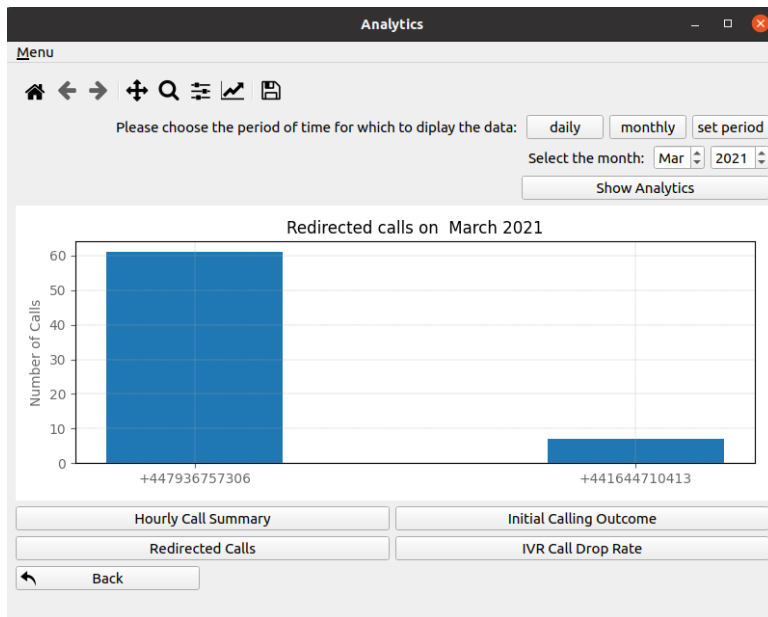 Analytics
Menu
Please choose the period of time for which to diplay the data: daily monthly set period
Select the month: Mar 2021
Show Analytics
Redirected calls on  March 2021
60
50
40
30
20
10
0
Number of Calls
+447936757306 +441644710413
Hourly Call Summary Initial Calling Outcome
Redirected Calls IVR Call Drop Rate
Back